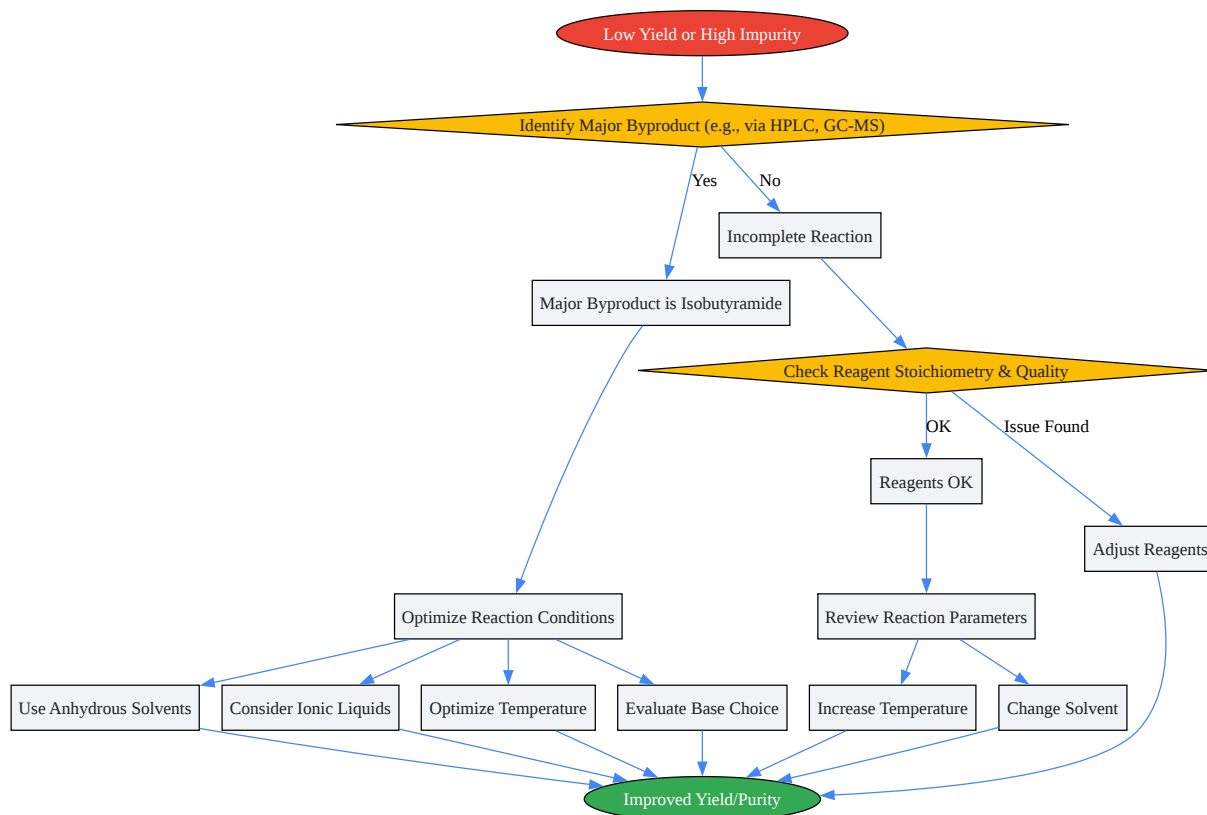 Low Yield or High Impurity
Identify Major Byproduct (e.g., via HPLC, GC-MS)
Yes
No
Incomplete Reaction
Major Byproduct is Isobutyramide
Check Reagent Stoichiometry & Quality
OK
Issue Found
Reagents OK
Adjust Reagents
Optimize Reaction Conditions
Review Reaction Parameters
Use Anhydrous Solvents
Consider Ionic Liquids
Optimize Temperature
Evaluate Base Choice
Increase Temperature
Change Solvent
Improved Yield/Purity